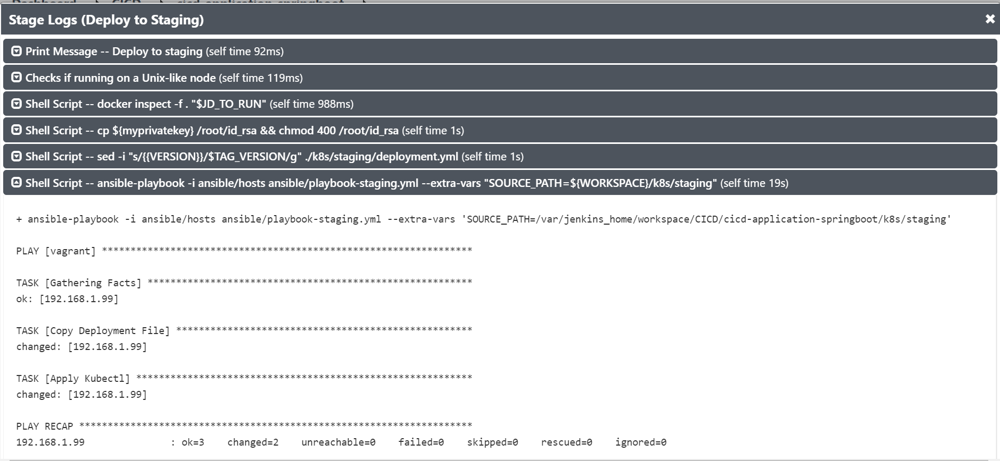 Dashboard CICD cicd-application-springboot
Stage Logs (Deploy to Staging)
Print Message -- Deploy to staging (self time 92ms)
Checks if running on a Unix-like node (self time 119ms)
Shell Script -- docker inspect -f . "$JD_TO_RUN" (self time 988ms)
Shell Script -- cp ${myprivatekey} /root/id_rsa && chmod 400 /root/id_rsa (self time 1s)
Shell Script -- sed -i "s/{{VERSION}}/$TAG_VERSION/g" ./k8s/staging/deployment.yml (self time 1s)
Shell Script -- ansible-playbook -i ansible/hosts ansible/playbook-staging.yml --extra-vars "SOURCE_PATH=${WORKSPACE}/k8s/staging" (self time 19s)
+ ansible-playbook -i ansible/hosts ansible/playbook-staging.yml --extra-vars 'SOURCE_PATH=/var/jenkins_home/workspace/CICD/cicd-application-springboot/k8s/staging'
PLAY [vagrant] *****************************************************************
TASK [Gathering Facts] *********************************************************
ok: [192.168.1.99]
TASK [Copy Deployment File] ****************************************************
changed: [192.168.1.99]
TASK [Apply Kubectl] ***********************************************************
changed: [192.168.1.99]
PLAY RECAP *********************************************************************
192.168.1.99 : ok=3 changed=2 unreachable=0 failed=0 skipped=0 rescued=0 ignored=0